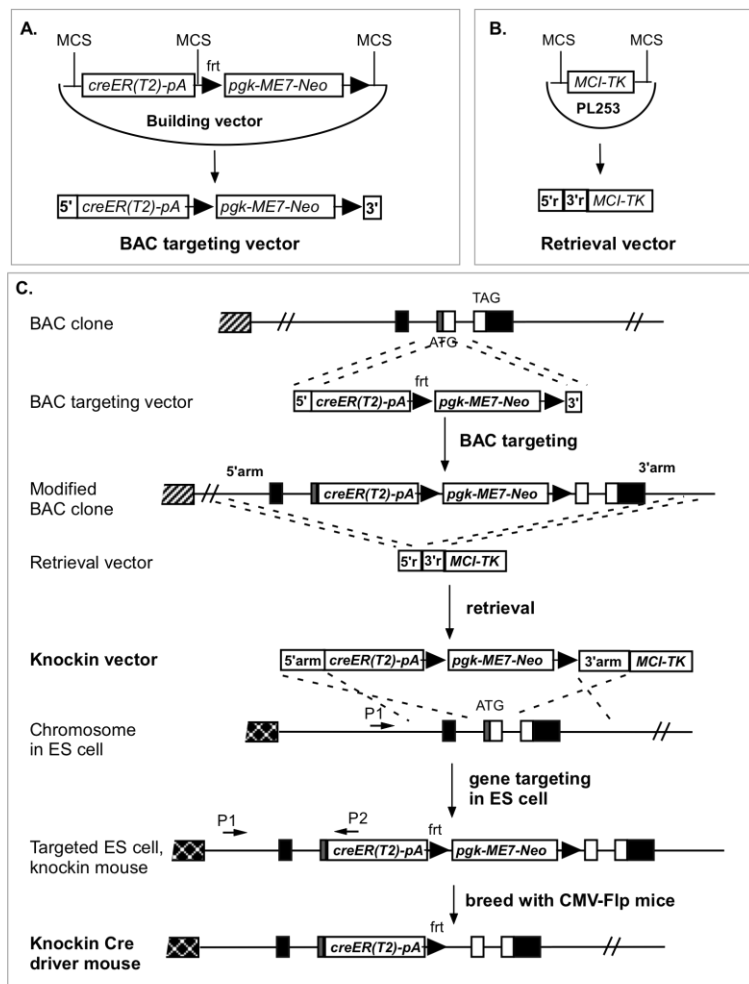 A.
MCS MCS MCS
frt
creER(T2)-pA pgk-ME7-Neo
Building vector
5' creER(T2)-pA pgk-ME7-Neo 3'
BAC targeting vector
B.
MCS MCS
MCI-TK
PL253
5'r 3'r MCI-TK
Retrieval vector
C.
TAG
BAC clone
ATG
frt
BAC targeting vector 5' creER(T2)-pA pgk-ME7-Neo 3'
BAC targeting
5'arm 3'arm
Modified
BAC clone
creER(T2)-pA pgk-ME7-Neo
Retrieval vector 5'r 3'r MCI-TK
retrieval
Knockin vector 5'arm creER(T2)-pA pgk-ME7-Neo 3'arm MCI-TK
P1 ATG
Chromosome
in ES cell
gene targeting
in ES cell
P1 P2 frt
Targeted ES cell,
knockin mouse
creER(T2)-pA pgk-ME7-Neo
breed with CMV-Flp mice
frt
Knockin Cre
driver mouse
creER(T2)-pA